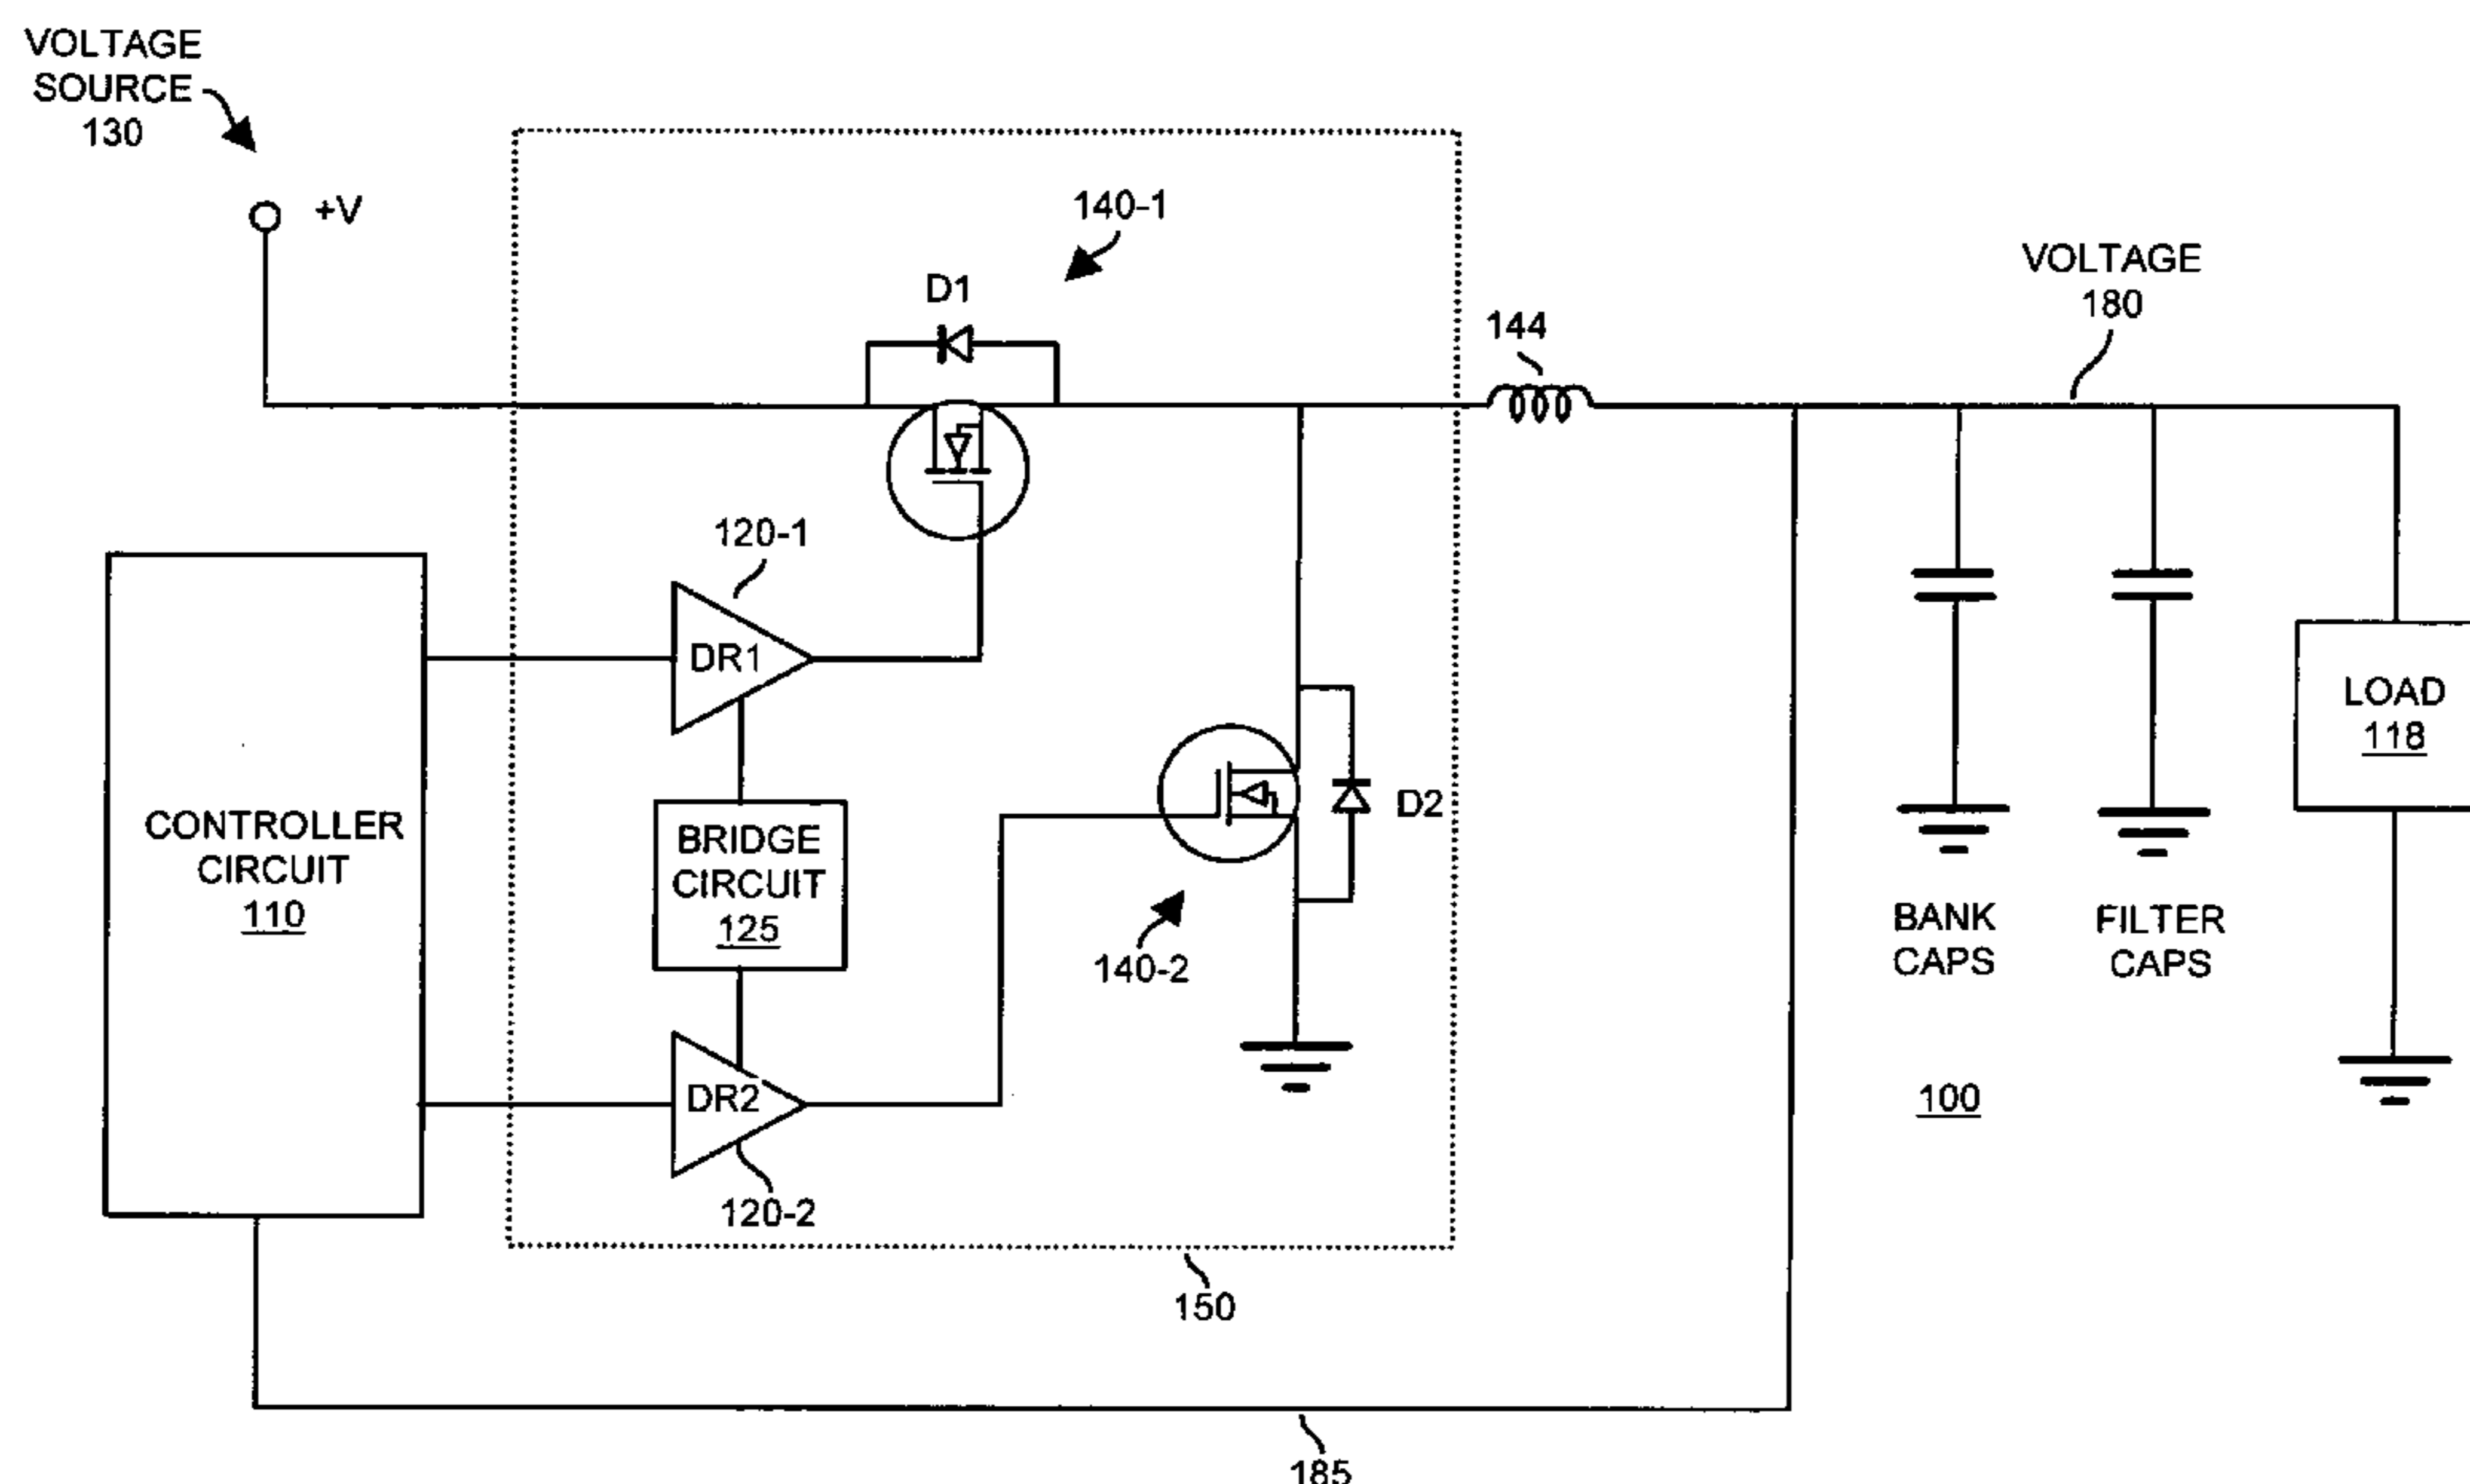 VOLTAGE
SOURCE
130
+V
140-1
D1
144
VOLTAGE
180
120-1
DR1
CONTROLLER
CIRCUIT
110
BRIDGE
CIRCUIT
125
D2
140-2
LOAD
118
BANK
CAPS
FILTER
CAPS
DR2
120-2
100
150
185